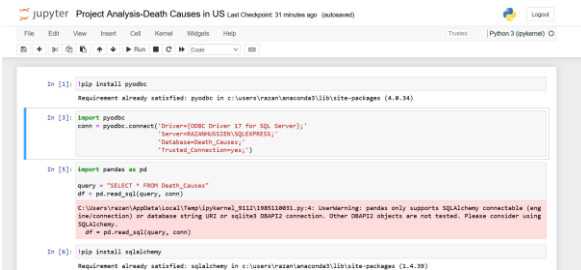 jupyter Project Analysis-Death Causes in US Last Checkpoint: 31 minutes ago (autosaved)
Logout
File Edit View Insert Cell Kernel Widgets Help
Trusted Python 3 (ipykernel)
Run Code
In [1]: !pip install pyodbc
Requirement already satisfied: pyodbc in c:\users\razan\anaconda3\lib\site-packages (4.0.34)
In [3]: import pyodbc
conn = pyodbc.connect('Driver={ODBC Driver 17 for SQL Server};'
'Server=RAZANHUSSIEN\SQLEXPRESS;'
'Database=Death_Causes;'
'Trusted_Connection=yes;')
In [5]: import pandas as pd
query = "SELECT * FROM Death_Causes"
df = pd.read_sql(query, conn)
C:\Users\razan\AppData\Local\Temp\ipykernel_9112\1985110031.py:4: UserWarning: pandas only supports SQLAlchemy connectable (eng
ine/connection) or database string URI or sqlite3 DBAPI2 connection. Other DBAPI2 objects are not tested. Please consider using
SQLAlchemy.
df = pd.read_sql(query, conn)
In [6]: !pip install sqlalchemy
Requirement already satisfied: sqlalchemy in c:\users\razan\anaconda3\lib\site-packages (1.4.39)